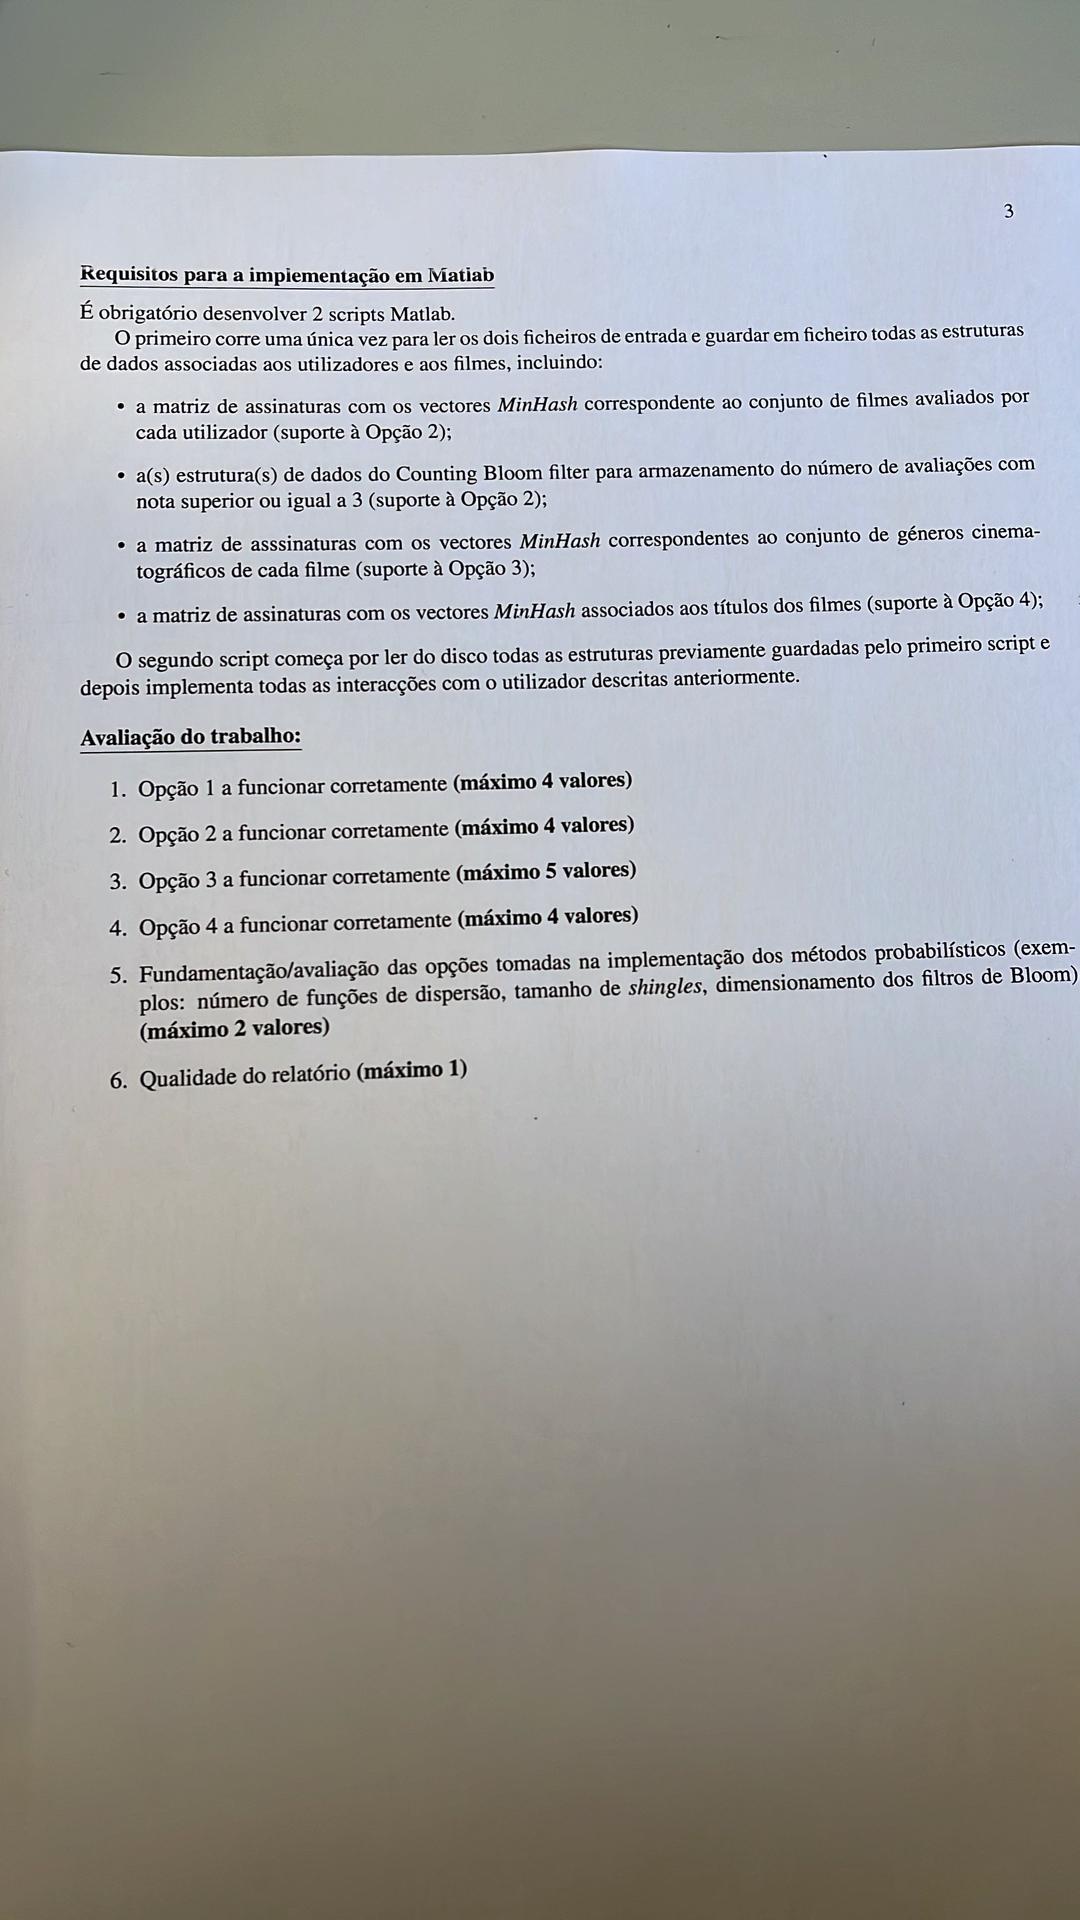 3
Requisitos para a implementação em Matlab
É obrigatório desenvolver 2 scripts Matlab.
O primeiro corre uma única vez para ler os dois ficheiros de entrada e guardar em ficheiro todas as estruturas
de dados associadas aos utilizadores e aos filmes, incluindo:
• a matriz de assinaturas com os vectores MinHash correspondente ao conjunto de filmes avaliados por
cada utilizador (suporte à Opção 2);
• a(s) estrutura(s) de dados do Counting Bloom filter para armazenamento do número de avaliações com
nota superior ou igual a 3 (suporte à Opção 2);
• a matriz de asssinaturas com os vectores MinHash correspondentes ao conjunto de géneros cinema-
tográficos de cada filme (suporte à Opção 3);
• a matriz de assinaturas com os vectores MinHash associados aos títulos dos filmes (suporte à Opção 4);
O segundo script começa por ler do disco todas as estruturas previamente guardadas pelo primeiro script e
depois implementa todas as interacções com o utilizador descritas anteriormente.
Avaliação do trabalho:
1. Opção 1 a funcionar corretamente (máximo 4 valores)
2. Opção 2 a funcionar corretamente (máximo 4 valores)
3. Opção 3 a funcionar corretamente (máximo 5 valores)
4. Opção 4 a funcionar corretamente (máximo 4 valores)
5. Fundamentação/avaliação das opções tomadas na implementação dos métodos probabilísticos (exem-
plos: número de funções de dispersão, tamanho de shingles, dimensionamento dos filtros de Bloom)
(máximo 2 valores)
6. Qualidade do relatório (máximo 1)